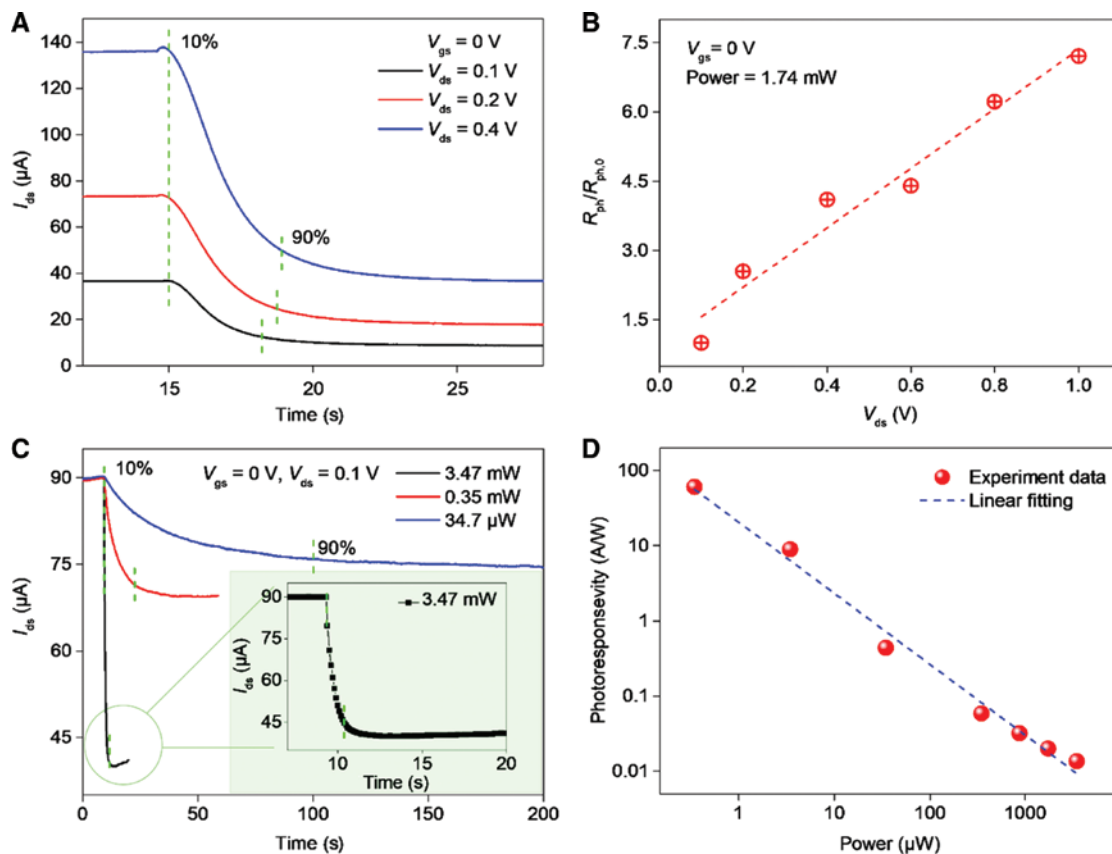 A
140
120
100
80
60
40
20
0
I_ds (μA)
15
20
25
Time (s)
10%
90%
V_gs = 0 V
V_ds = 0.1 V
V_ds = 0.2 V
V_ds = 0.4 V
B
7.5
6.0
4.5
3.0
1.5
R_ph/R_ph,0
0.0
0.2
0.4
0.6
0.8
1.0
V_ds (V)
V_gs = 0 V
Power = 1.74 mW
C
90
75
60
45
I_ds (μA)
0
50
100
150
200
Time (s)
10%
90%
V_gs = 0 V, V_ds = 0.1 V
3.47 mW
0.35 mW
34.7 μW
90
75
60
45
I_ds (μA)
10
15
20
Time (s)
3.47 mW
D
100
10
1
0.1
0.01
Photoresponsevity (A/W)
1
10
100
1000
Power (μW)
Experiment data
Linear fitting